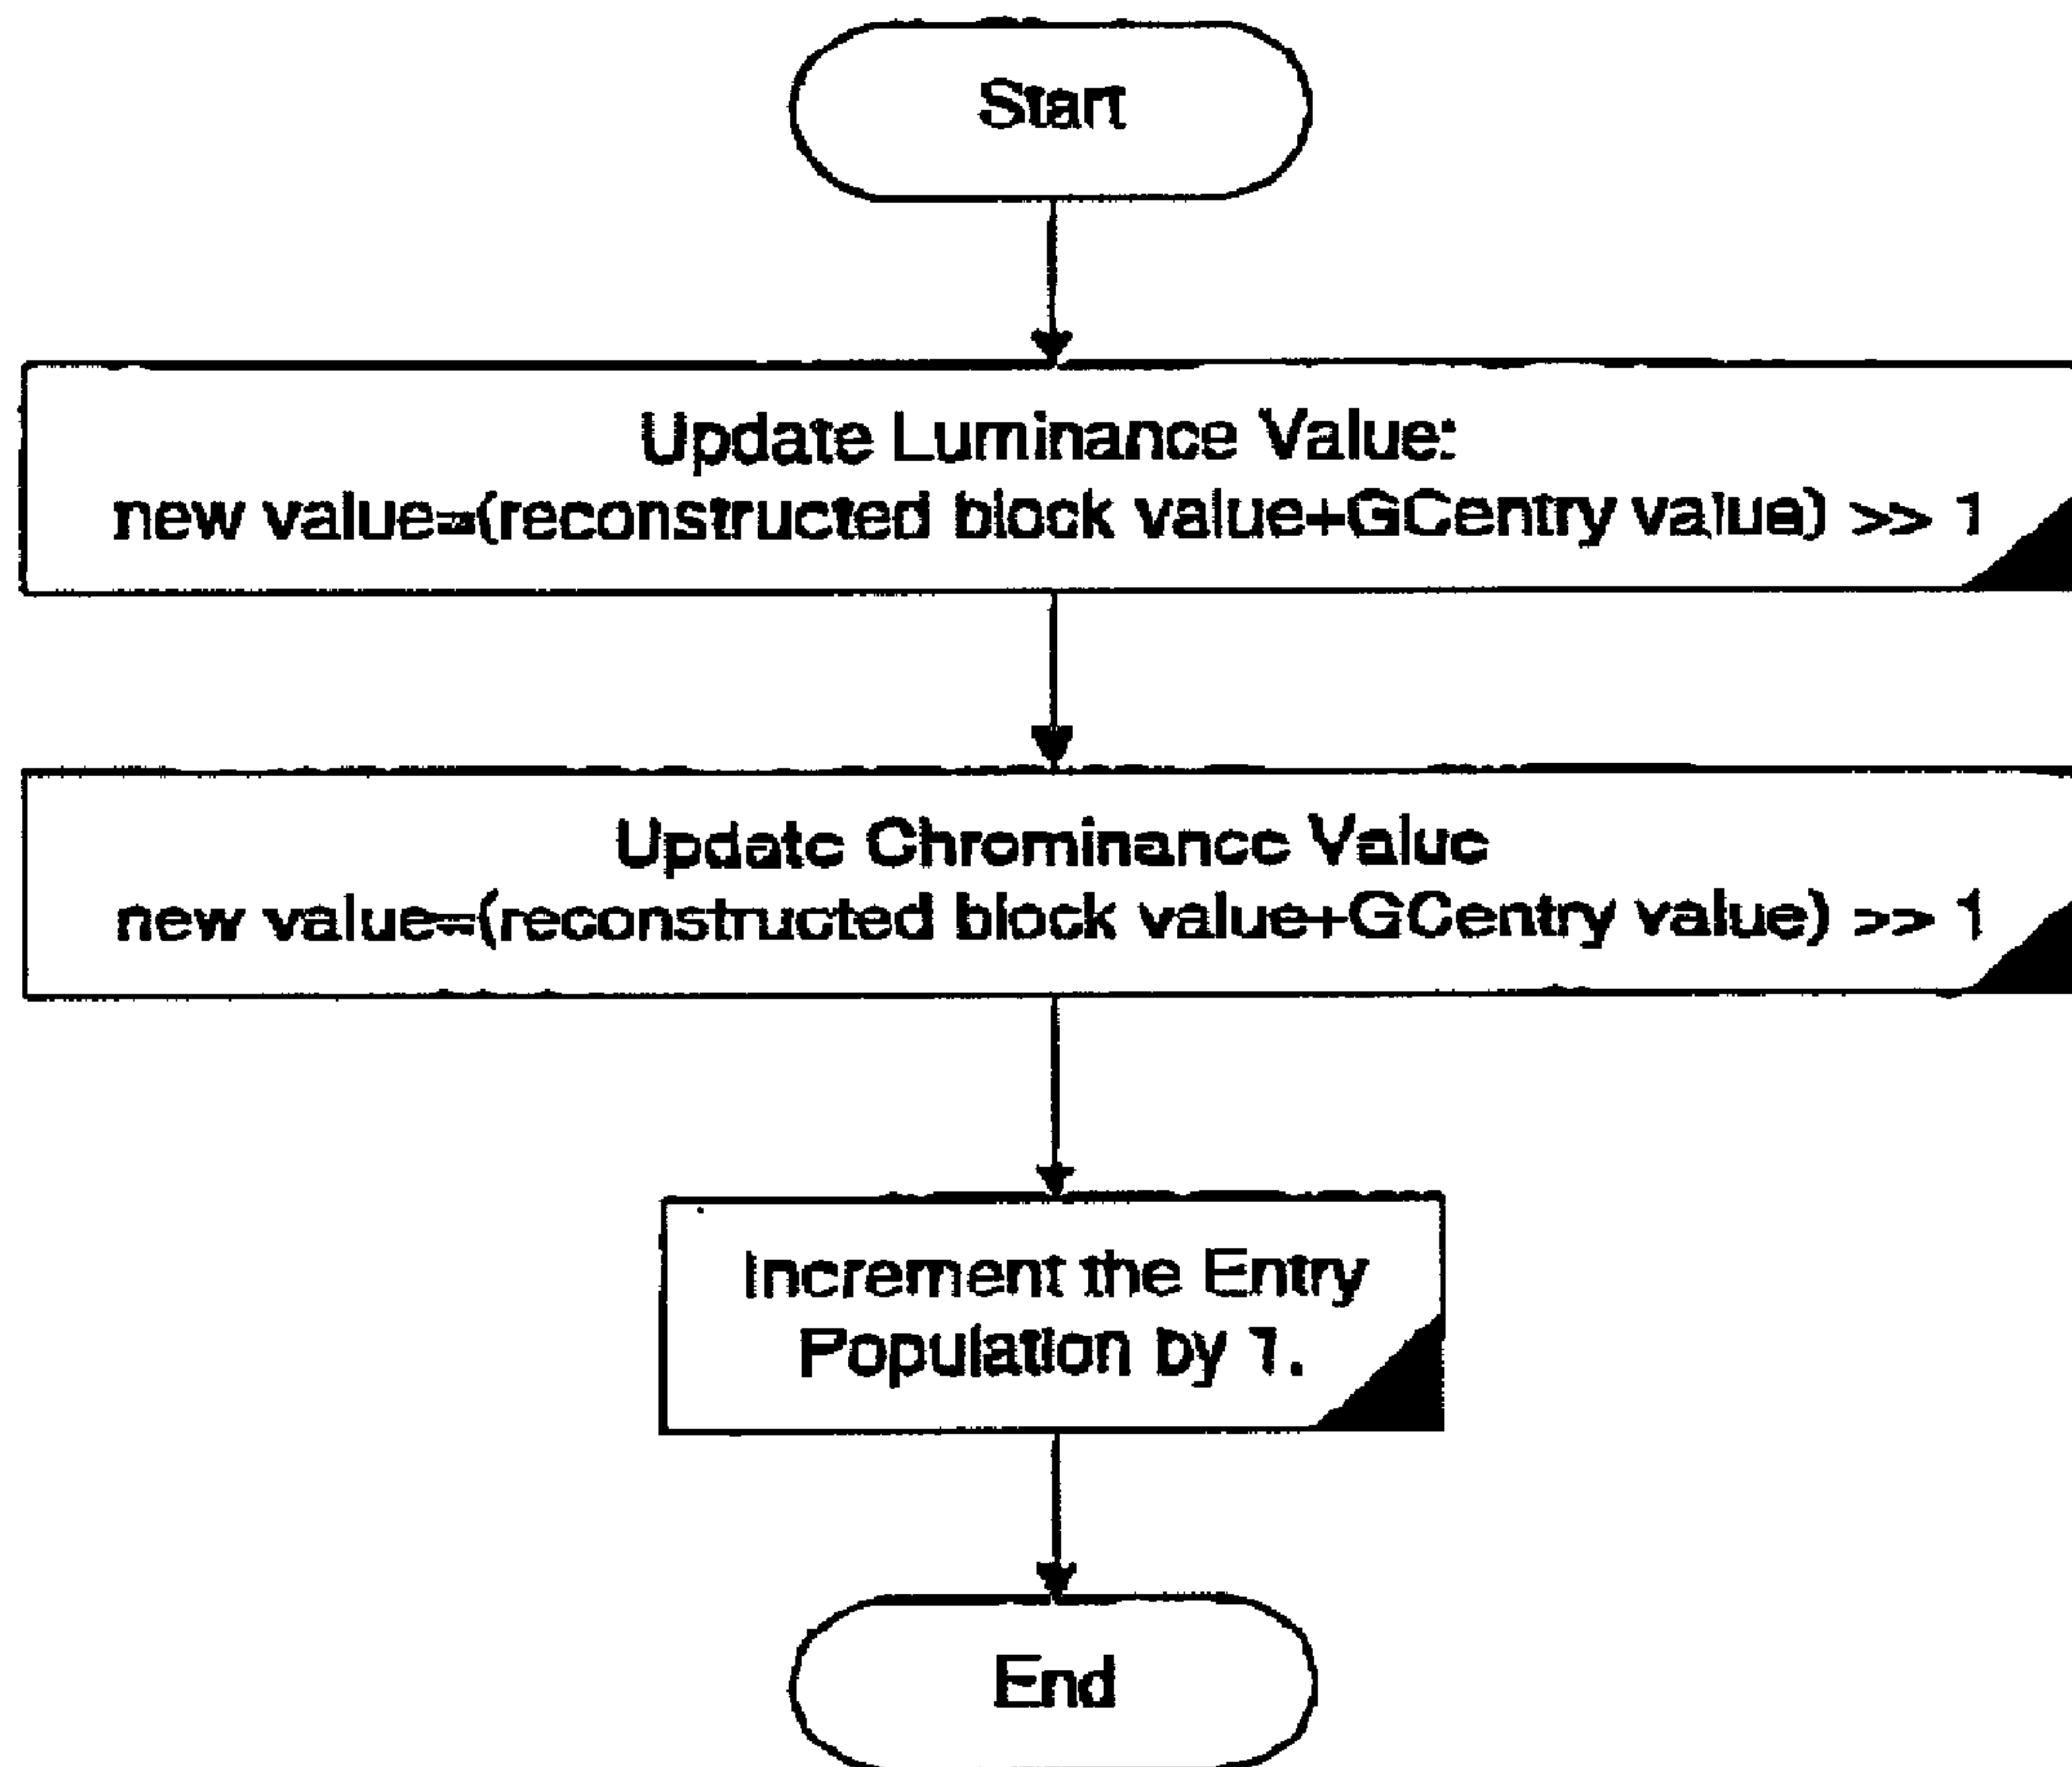 Start
Update Luminance Value:
new value=(reconstructed block value+GCentry value) >> 1
Update Chrominance Value
new value=(reconstructed block value+GCentry value) >> 1
Increment the Entry
Population by 1.
End